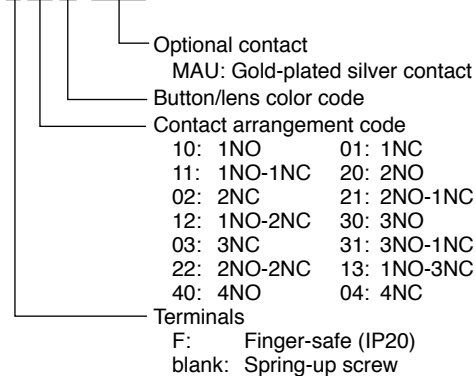 Optional contact
MAU: Gold-plated silver contact
Button/lens color code
Contact arrangement code
10: 1NO 01: 1NC
11: 1NO-1NC 20: 2NO
02: 2NC 21: 2NO-1NC
12: 1NO-2NC 30: 3NO
03: 3NC 31: 3NO-1NC
22: 2NO-2NC 13: 1NO-3NC
40: 4NO 04: 4NC
Terminals
F: Finger-safe (IP20)
blank: Spring-up screw